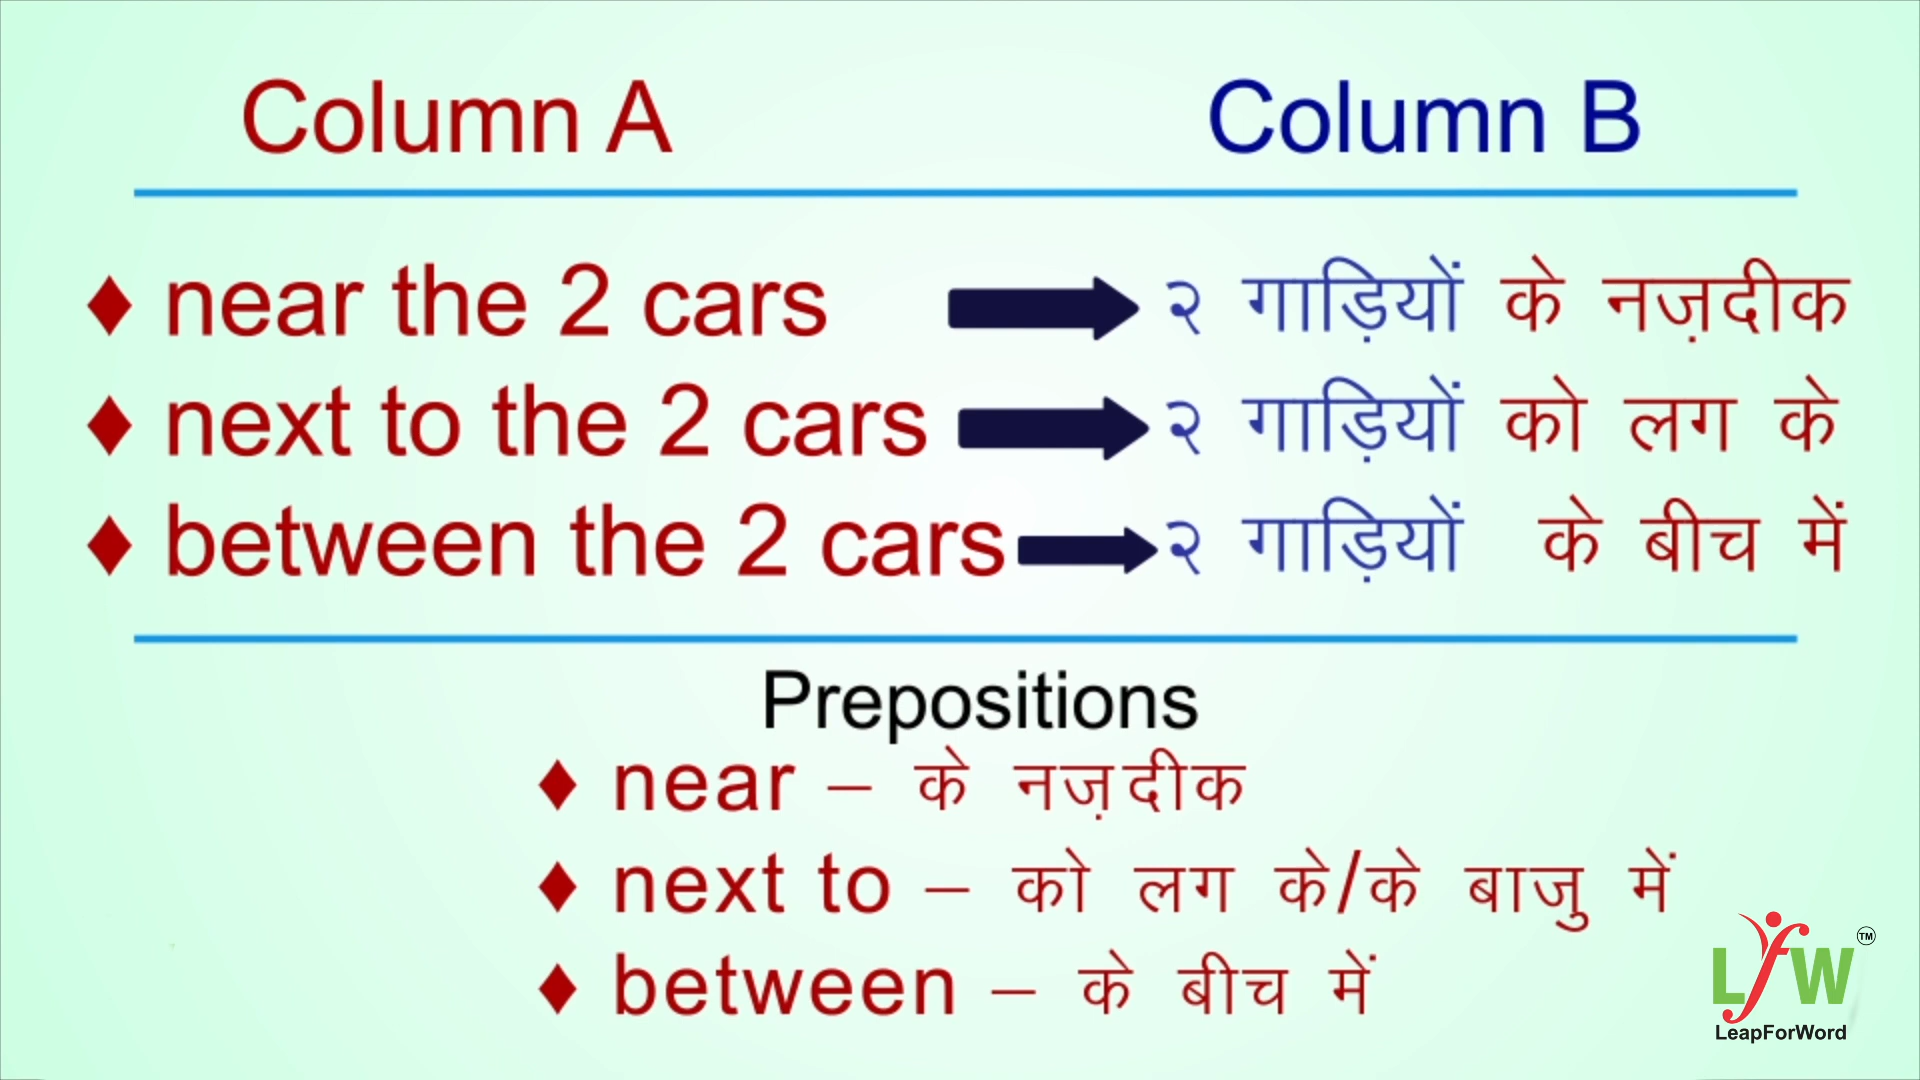 Column A Column B
♦ near the 2 cars २ गाड़ियों के नज़दीक
♦ next to the 2 cars २ गाड़ियों को लग के
♦ between the 2 cars २ गाड़ियों के बीच में
Prepositions
♦ near – के नज़दीक
♦ next to – को लग के/के बाजु में
♦ between – के बीच में
LfW TM
LeapForWord